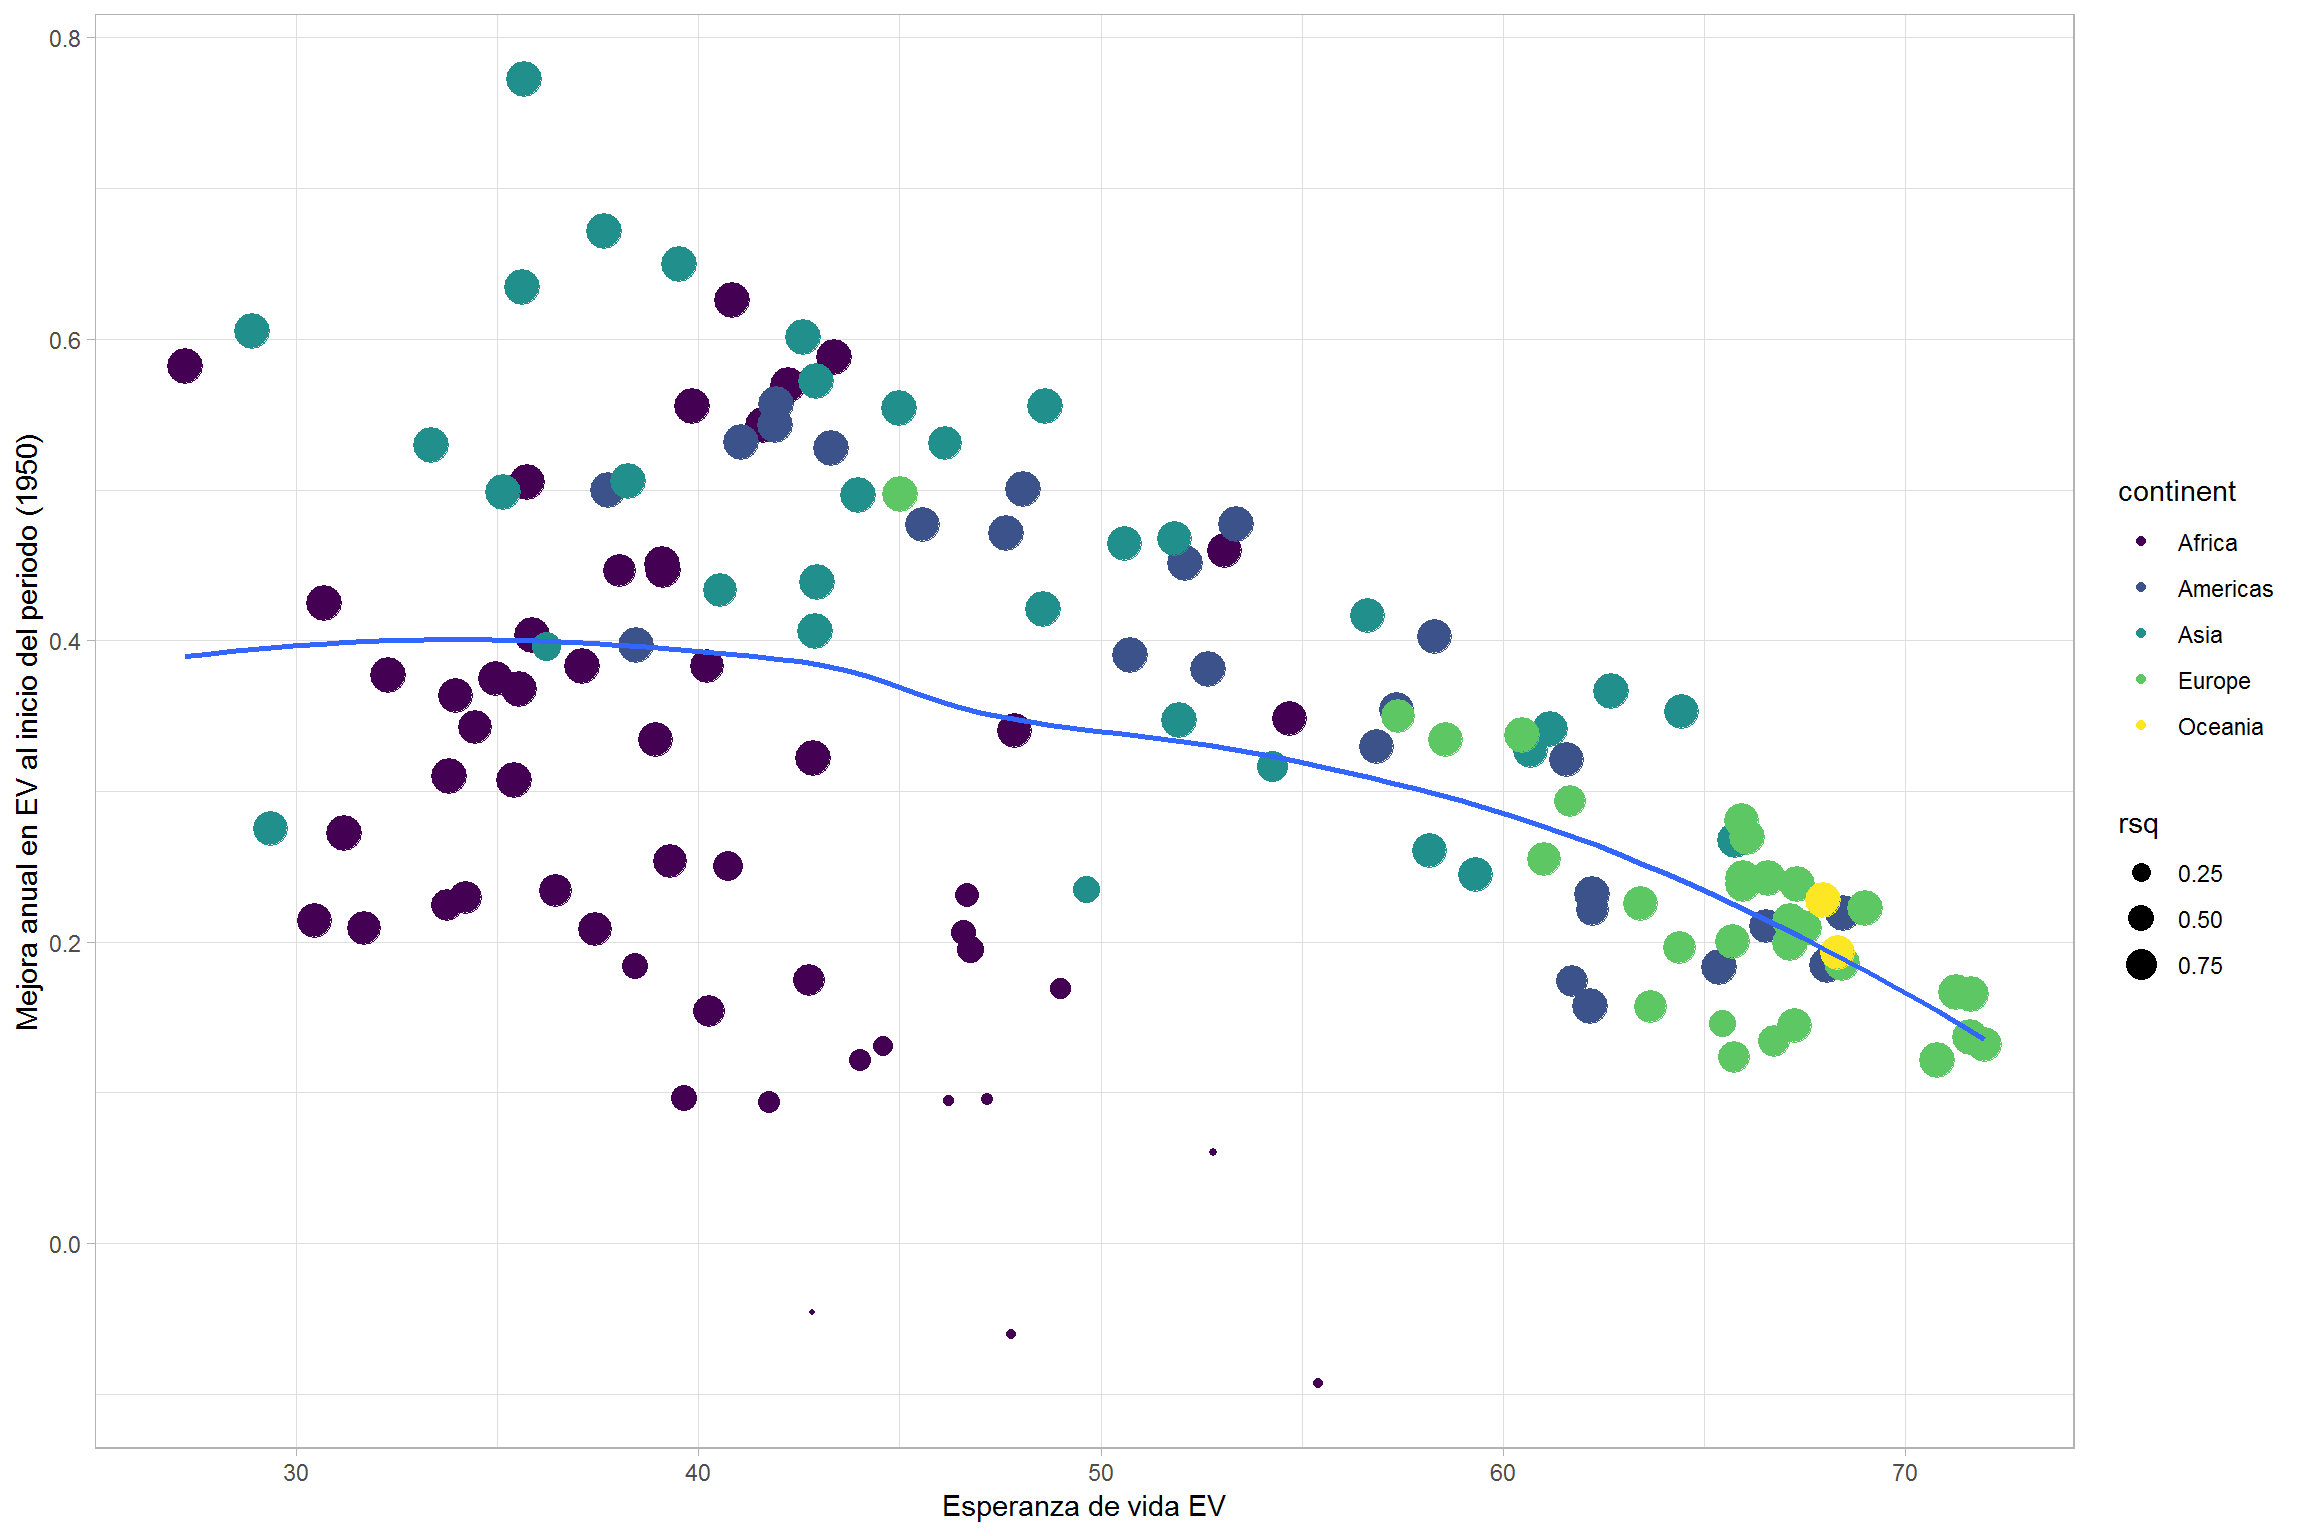 Mejora anual en EV al inicio del periodo (1950)
0.8
0.6
0.4
0.2
0.0
30
40
50
60
70
Esperanza de vida EV
continent
Africa
Americas
Asia
Europe
Oceania
rsq
0.25
0.50
0.75